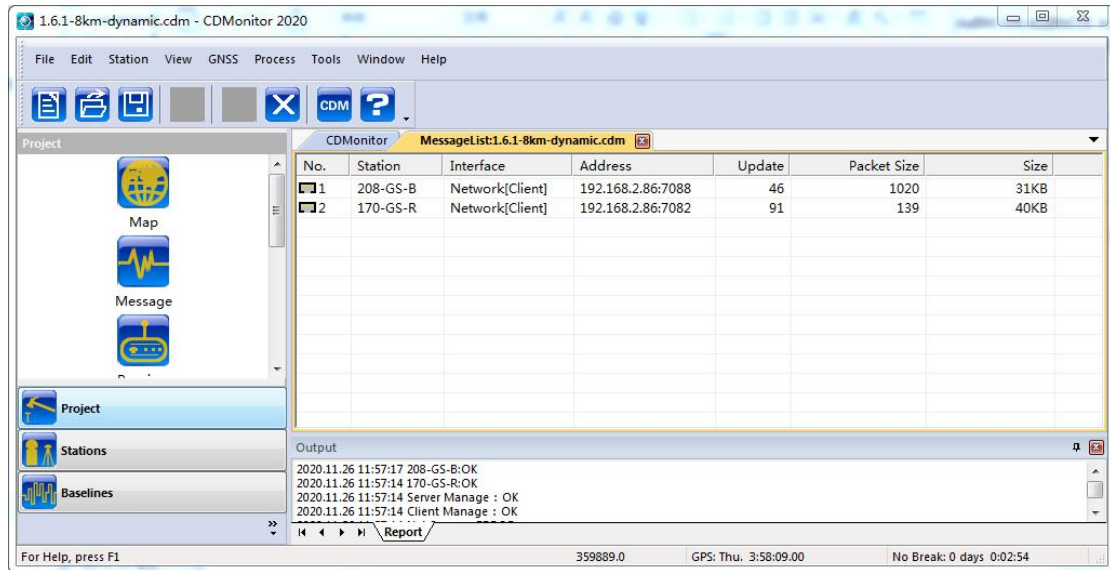 1.6.1-8km-dynamic.cdm - CDMonitor 2020
File Edit Station View GNSS Process Tools Window Help
CDM ?
Project
Map
Message
Project
Stations
Baselines
CDMonitor MessageList:1.6.1-8km-dynamic.cdm
No. Station Interface Address Update Packet Size Size
1 208-GS-B Network[Client] 192.168.2.86:7088 46 1020 31KB
2 170-GS-R Network[Client] 192.168.2.86:7082 91 139 40KB
Output
2020.11.26 11:57:17 208-GS-B:OK
2020.11.26 11:57:14 170-GS-R:OK
2020.11.26 11:57:14 Server Manage : OK
2020.11.26 11:57:14 Client Manage : OK
Report
For Help, press F1 359889.0 GPS: Thu. 3:58:09.00 No Break: 0 days 0:02:54